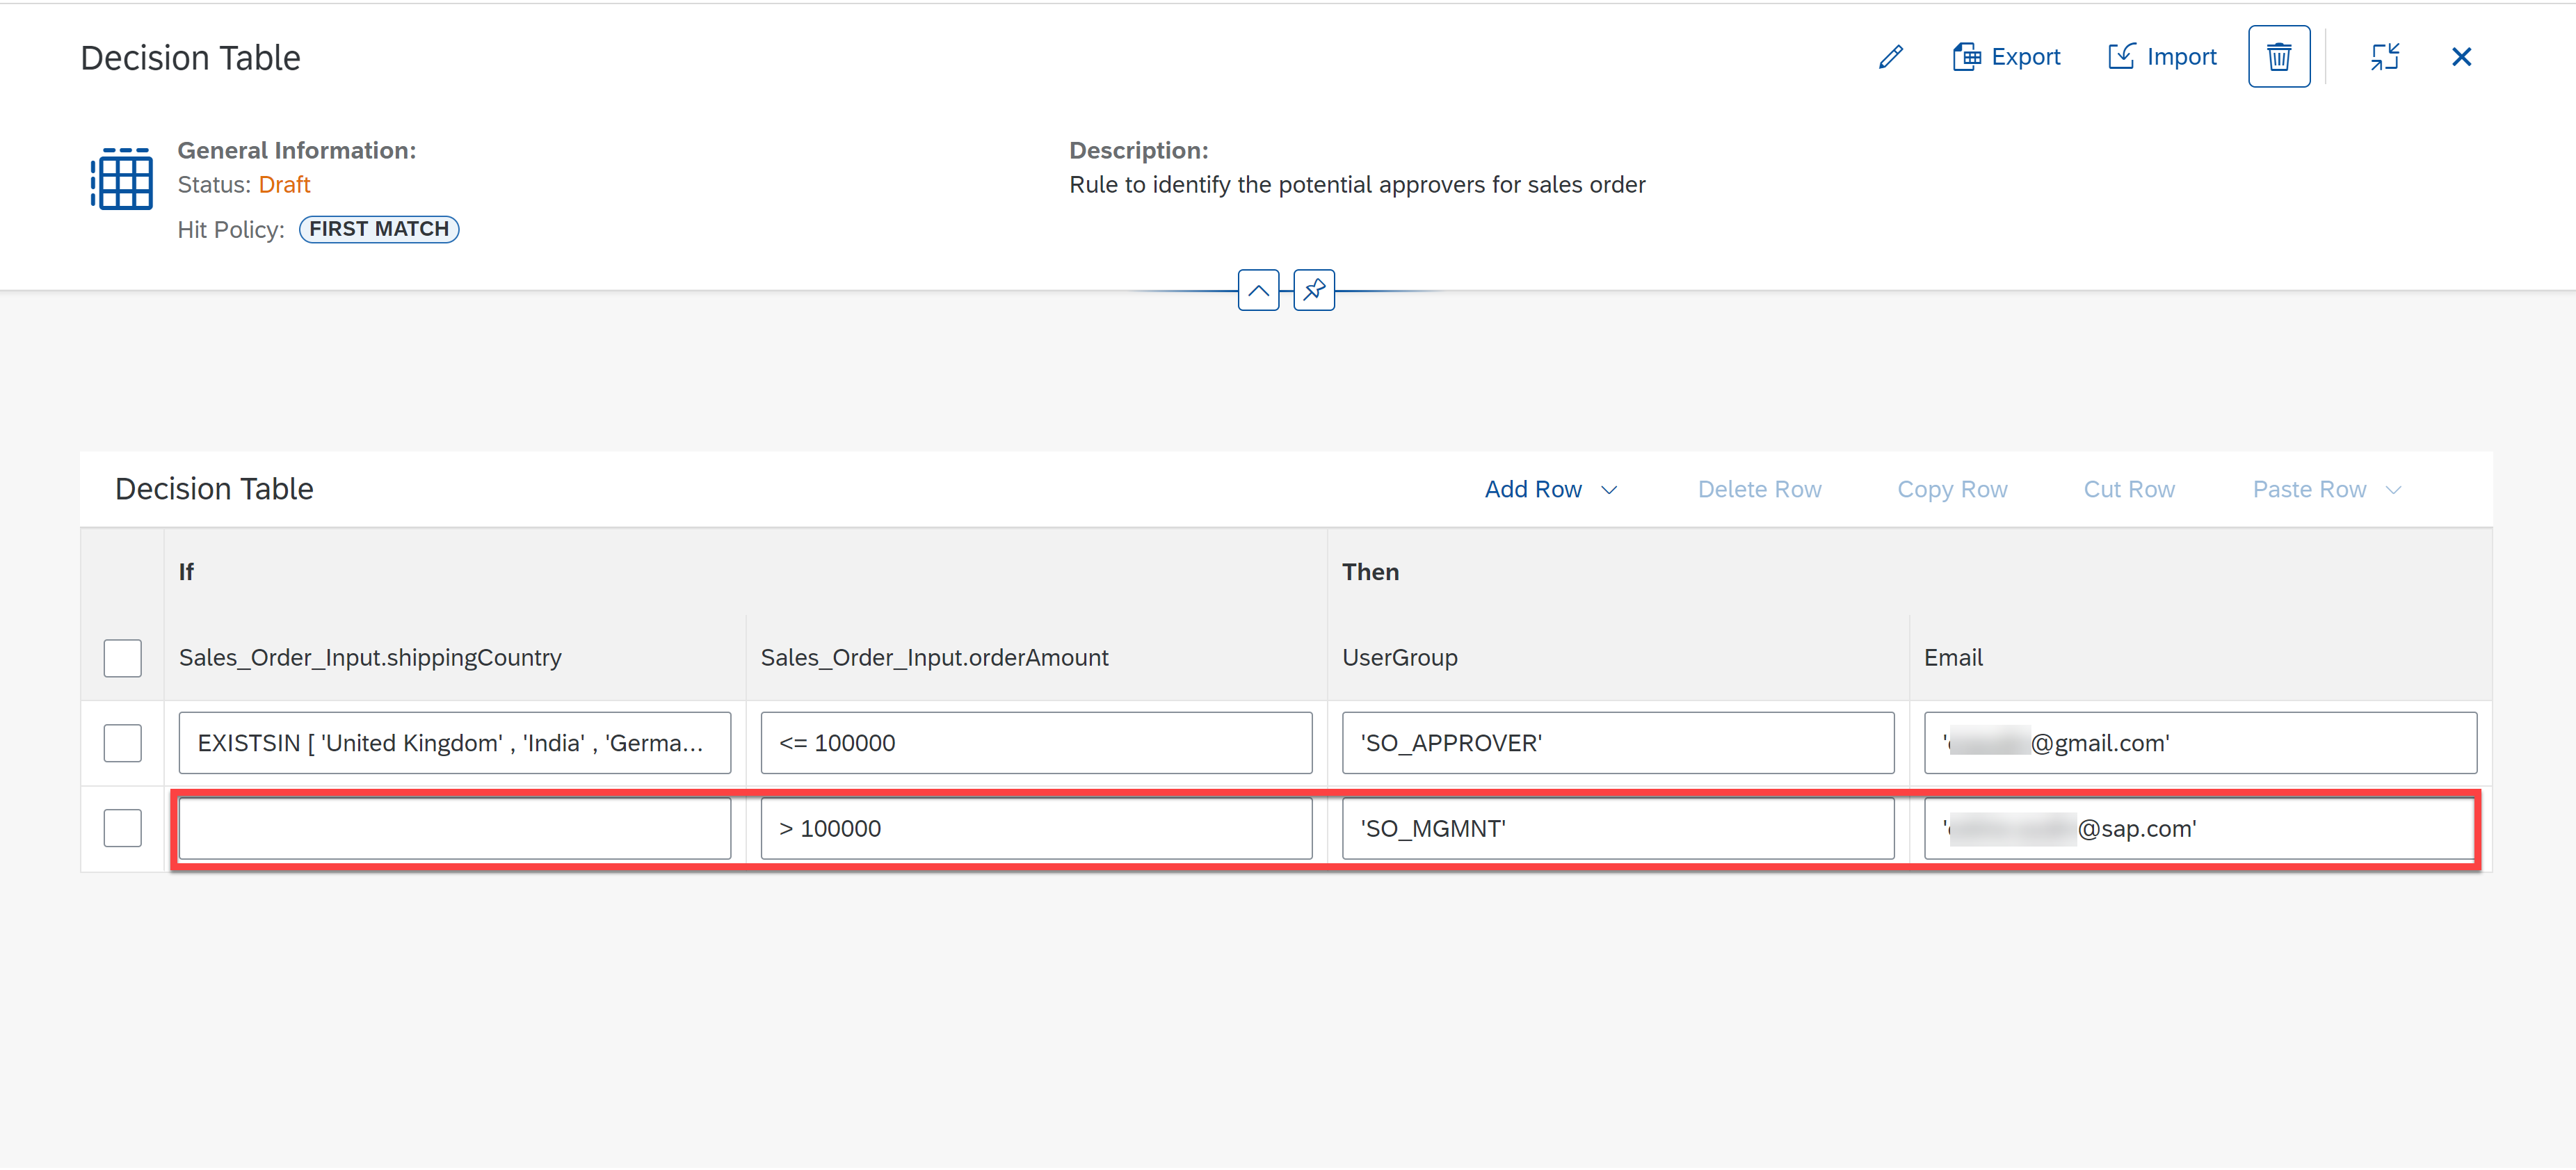 Decision Table
Export
Import
General Information:
Status: Draft
Hit Policy: FIRST MATCH
Description:
Rule to identify the potential approvers for sales order
Decision Table
Add Row
Delete Row
Copy Row
Cut Row
Paste Row
If
Then
Sales_Order_Input.shippingCountry
Sales_Order_Input.orderAmount
UserGroup
Email
EXISTSIN [ 'United Kingdom' , 'India' , 'Germa...
<= 100000
'SO_APPROVER'
@gmail.com'
> 100000
'SO_MGMNT'
@sap.com'